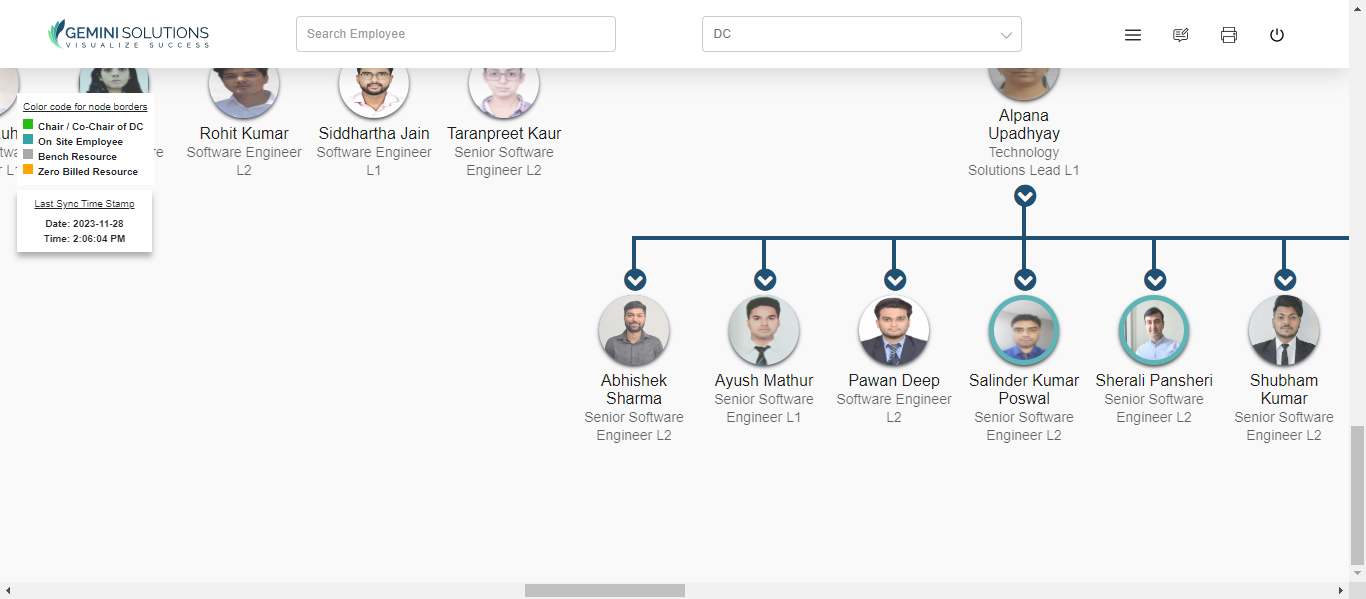 GEMINI SOLUTIONS
VISUALIZE SUCCESS
Search Employee
DC
Color code for node borders
Chair / Co-Chair of DC
On Site Employee
Bench Resource
Zero Billed Resource
Last Sync Time Stamp
Date: 2023-11-28
Time: 2:06:04 PM
Rohit Kumar
Software Engineer
L2
Siddhartha Jain
Software Engineer
L1
Taranpreet Kaur
Senior Software
Engineer L2
Alpana
Upadhyay
Technology
Solutions Lead L1
Abhishek
Sharma
Senior Software
Engineer L2
Ayush Mathur
Senior Software
Engineer L1
Pawan Deep
Software Engineer
L2
Salinder Kumar
Poswal
Senior Software
Engineer L2
Sherali Pansheri
Senior Software
Engineer L2
Shubham
Kumar
Senior Software
Engineer L2